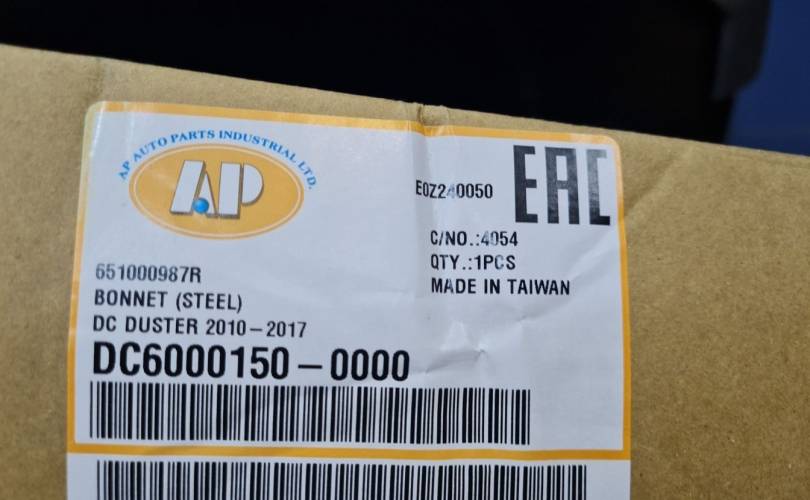 AP AUTO PARTS INDUSTRIAL LTD.
AP
EAC
EOZ240050
C/NO.:4054
QTY.:1PCS
MADE IN TAIWAN
651000987R
BONNET (STEEL)
DC DUSTER 2010-2017
DC6000150-0000